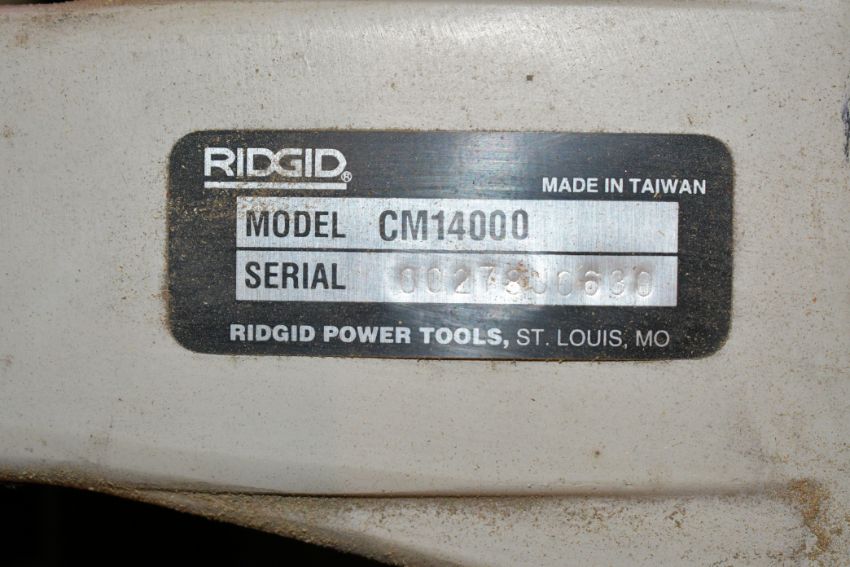 RIDGID®
MADE IN TAIWAN
MODEL CM14000
SERIAL
RIDGID POWER TOOLS, ST. LOUIS, MO